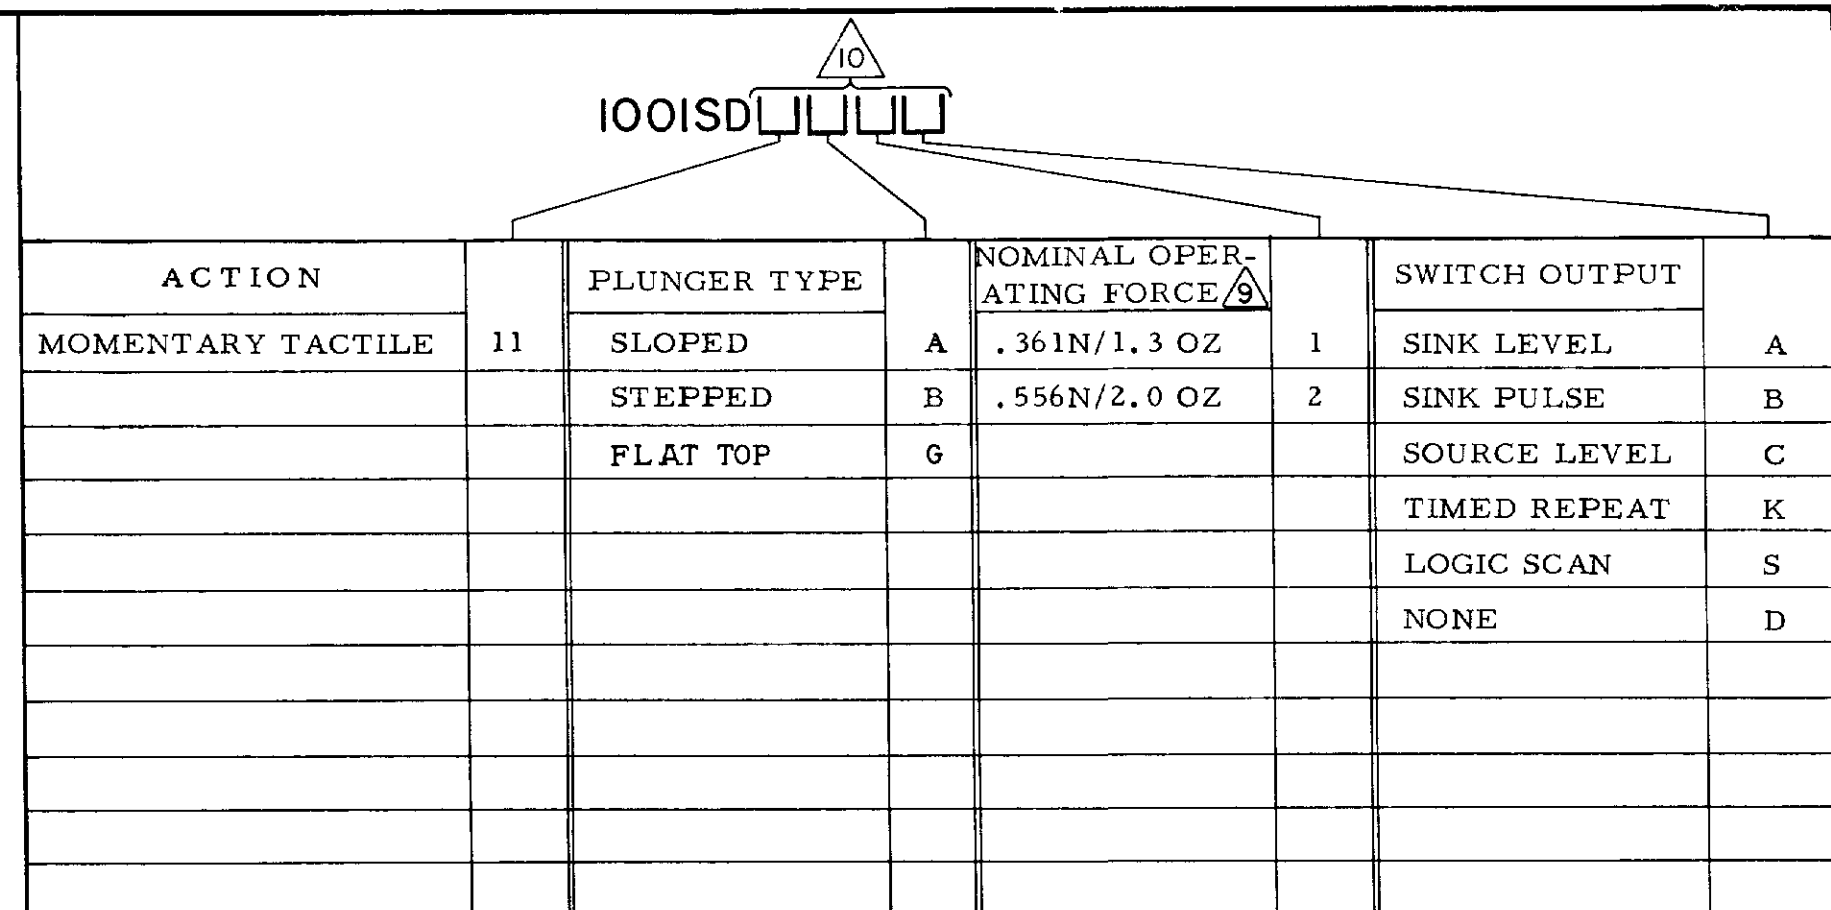 10
1001SD
ACTION PLUNGER TYPE NOMINAL OPER-
ATING FORCE 9 SWITCH OUTPUT
MOMENTARY TACTILE 11 SLOPED A .361N/1.3 OZ 1 SINK LEVEL A
STEPPED B .556N/2.0 OZ 2 SINK PULSE B
FLAT TOP G SOURCE LEVEL C
TIMED REPEAT K
LOGIC SCAN S
NONE D